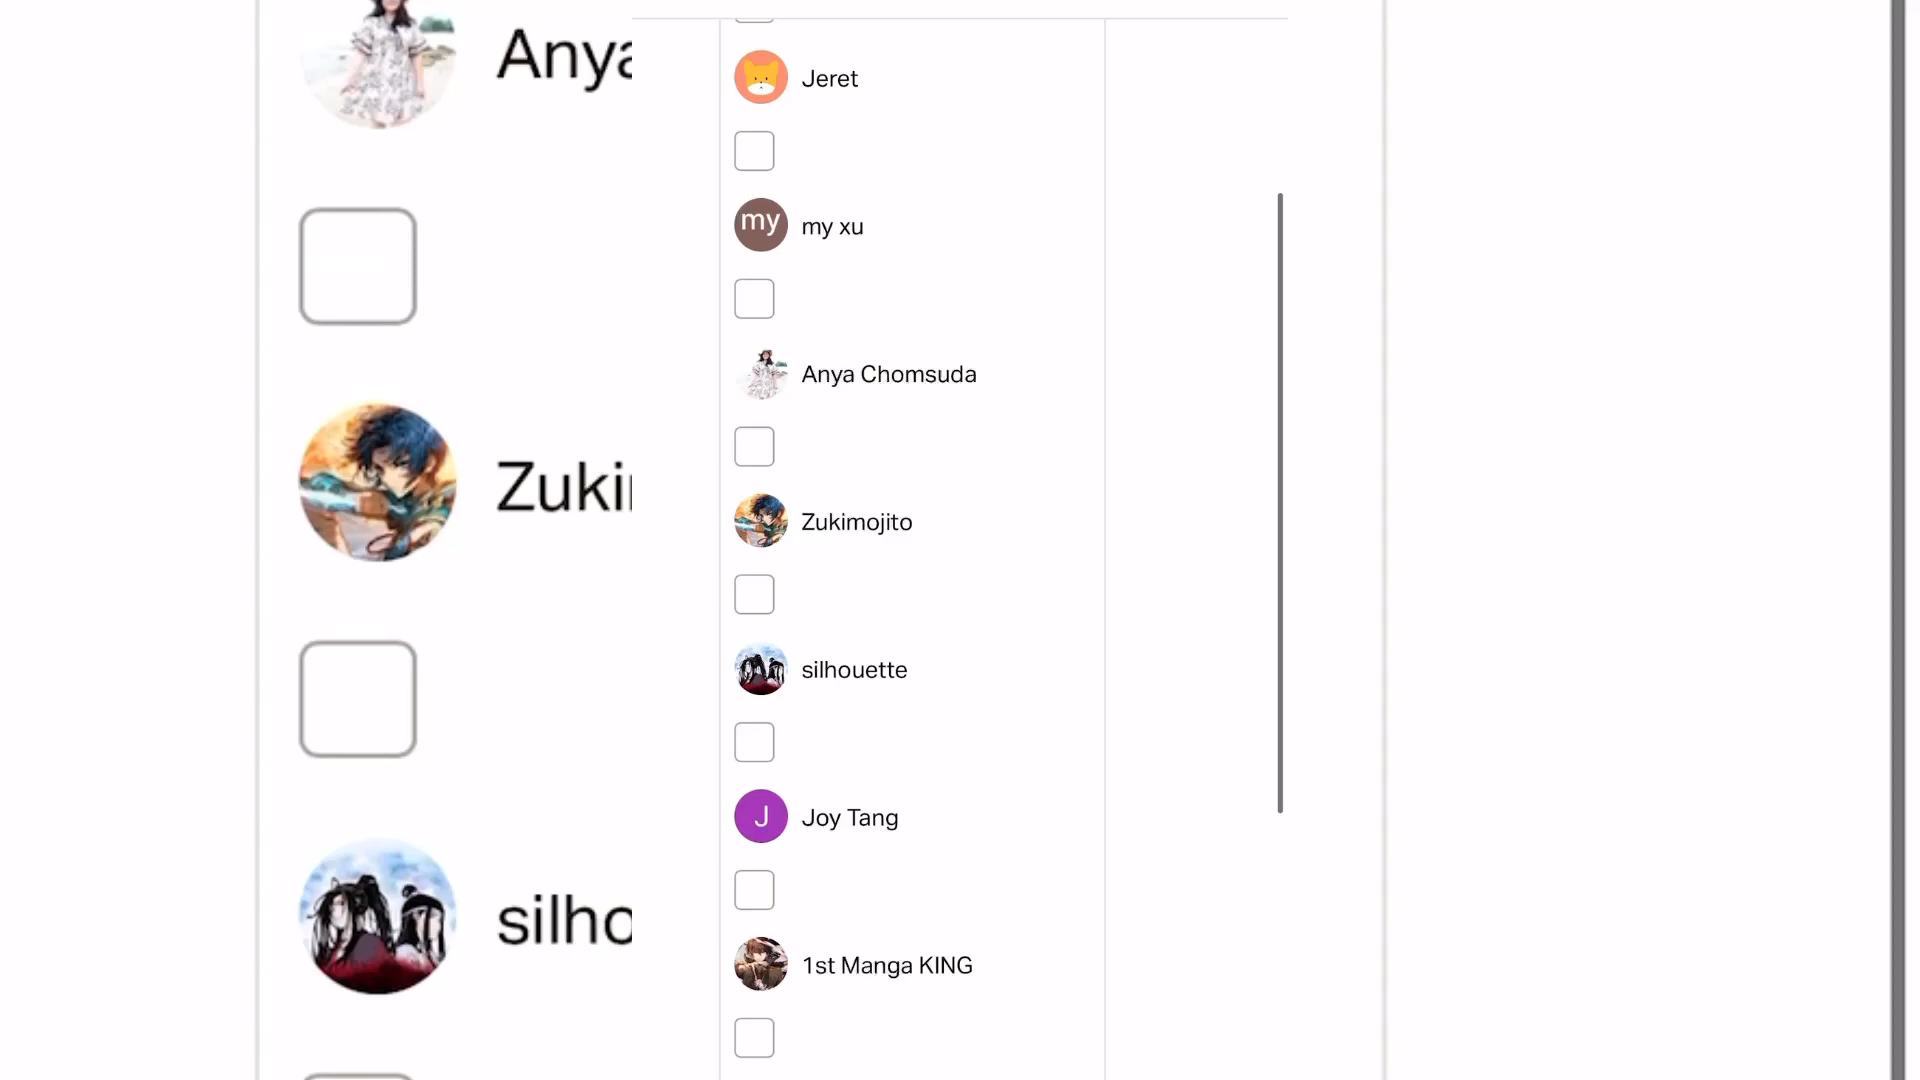 Anya
Zuki
silho
Jeret
my
my xu
Anya Chomsuda
Zukimojito
silhouette
J
Joy Tang
1st Manga KING